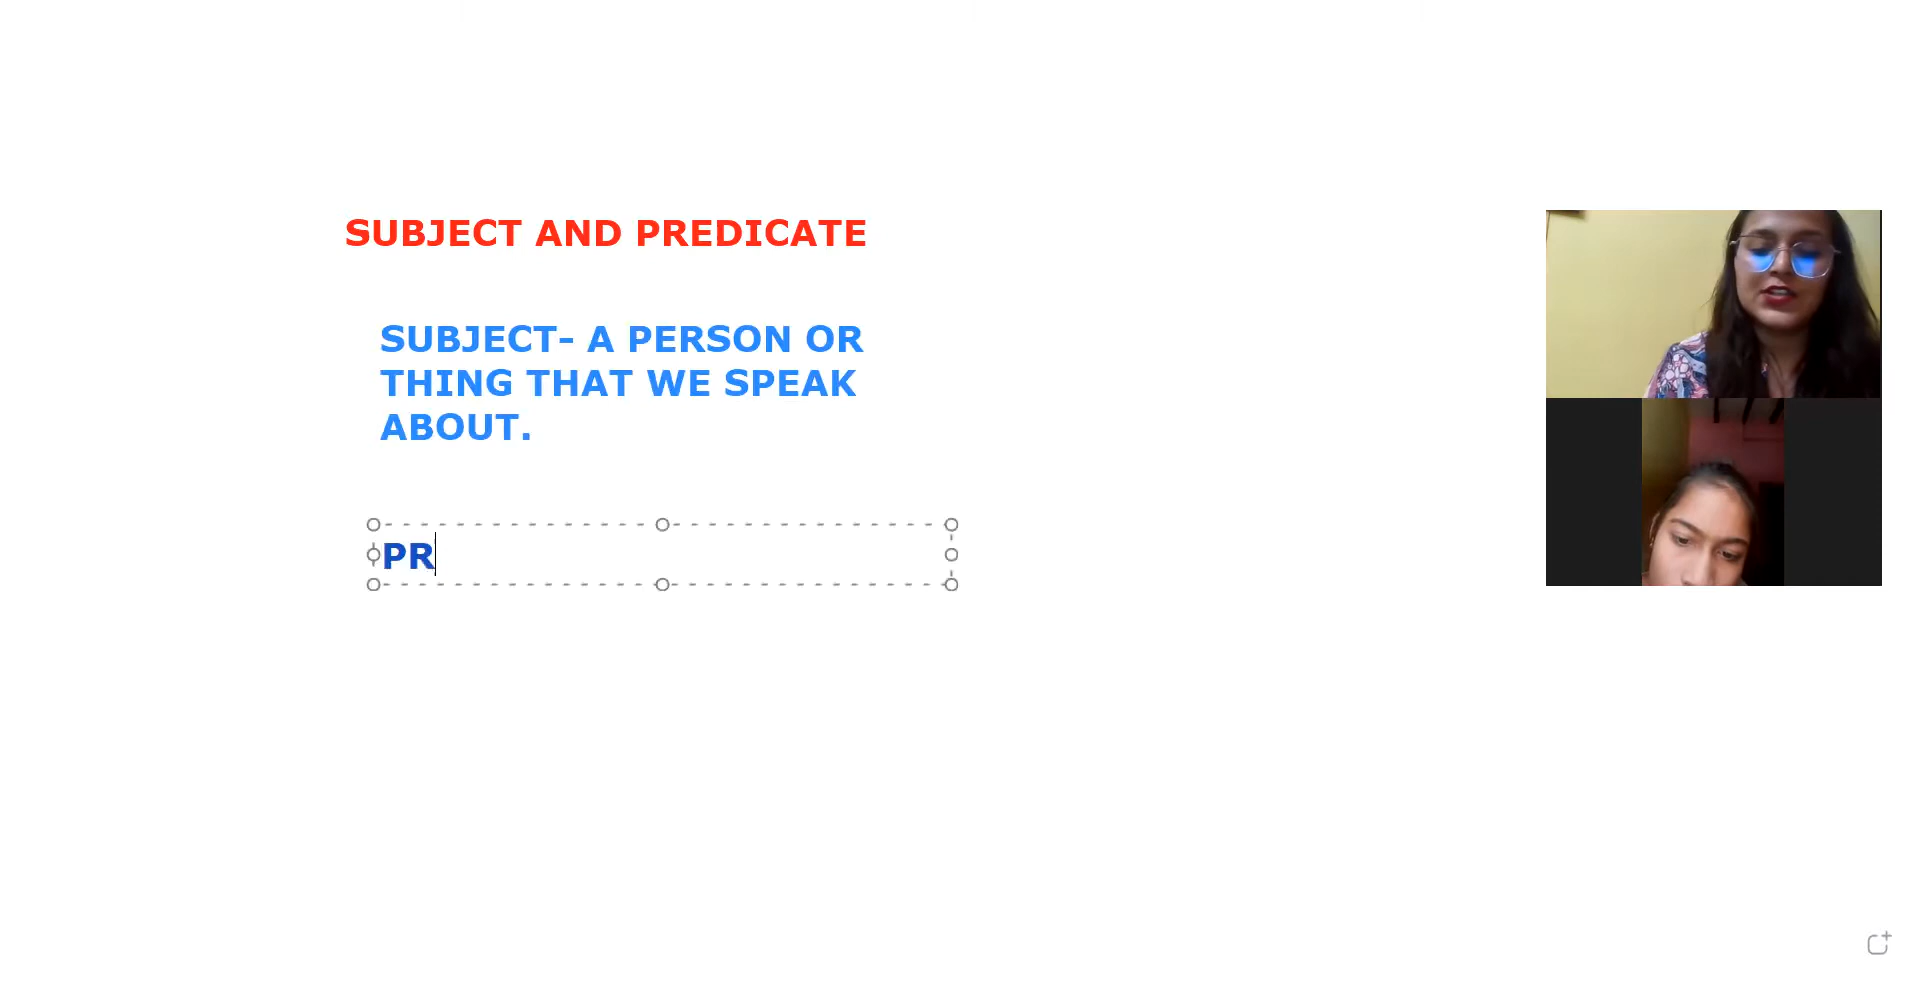 SUBJECT AND PREDICATE
SUBJECT- A PERSON OR
THING THAT WE SPEAK
ABOUT.
PR